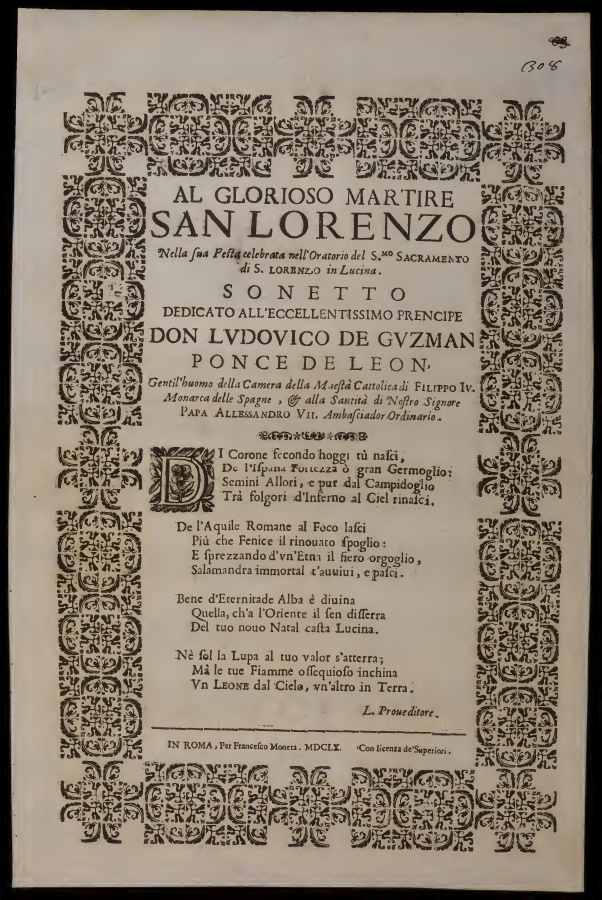 1308
AL GLORIOSO MARTIRE
SAN LORENZO
Nella ſua Feſta celebrata nell'Oratorio del S.MO SACRAMENTO
di S. LORENZO in Lucina.
SONETTO
DEDICATO ALL'ECCELLENTISSIMO PRENCIPE
DON LVDOVICO DE GVZMAN
PONCE DE LEON,
Gentil'huomo della Camera della Maeſtà Cattolica di FILIPPO IV.
Monarca delle Spagne, & alla Santità di Noſtro Signore
PAPA ALLESSANDRO VII. Ambaſciador Ordinario.
DI Corone fecondo hoggi tù naſci,
De l'Iſpana Fortezza ò gran Germoglio;
Semini Allori, e pur dal Campidoglio
Trà folgori d'Inferno al Ciel rinaſci.
De l'Aquile Romane al Foco laſci
Più che Fenice il rinouato ſpoglio:
E ſprezzando d'vn'Etna il fiero orgoglio,
Salamandra immortal t'auuiui, e paſci.
Bene d'Eternitade Alba è diuina
Quella, ch'a l'Oriente il ſen diſſerra
Del tuo nouo Natal caſta Lucina.
Nè ſol la Lupa al tuo valor s'atterra;
Mà le tue Fiamme oſſequioſo inchina
Vn LEONE dal Cielo, vn'altro in Terra.
L. Proueditore.
IN ROMA, Per Franceſco Moneta. MDCLX. Con licenza de'Superiori.